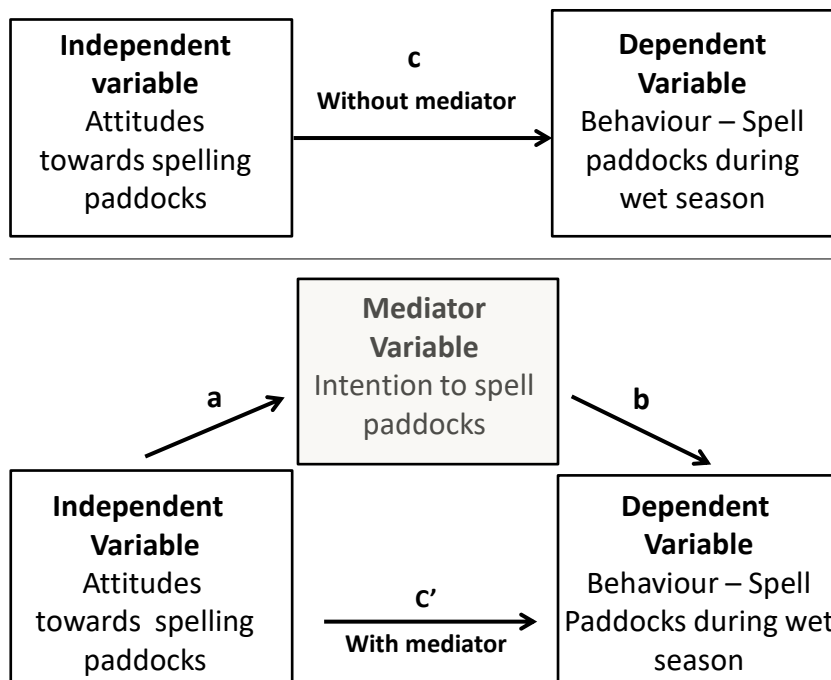 Independent
variable
Attitudes
towards spelling
paddocks
c
Without mediator
Dependent
Variable
Behaviour – Spell
paddocks during
wet season
Mediator
Variable
Intention to spell
paddocks
a
b
Independent
Variable
Attitudes
towards spelling
paddocks
C’
With mediator
Dependent
Variable
Behaviour – Spell
Paddocks during wet
season